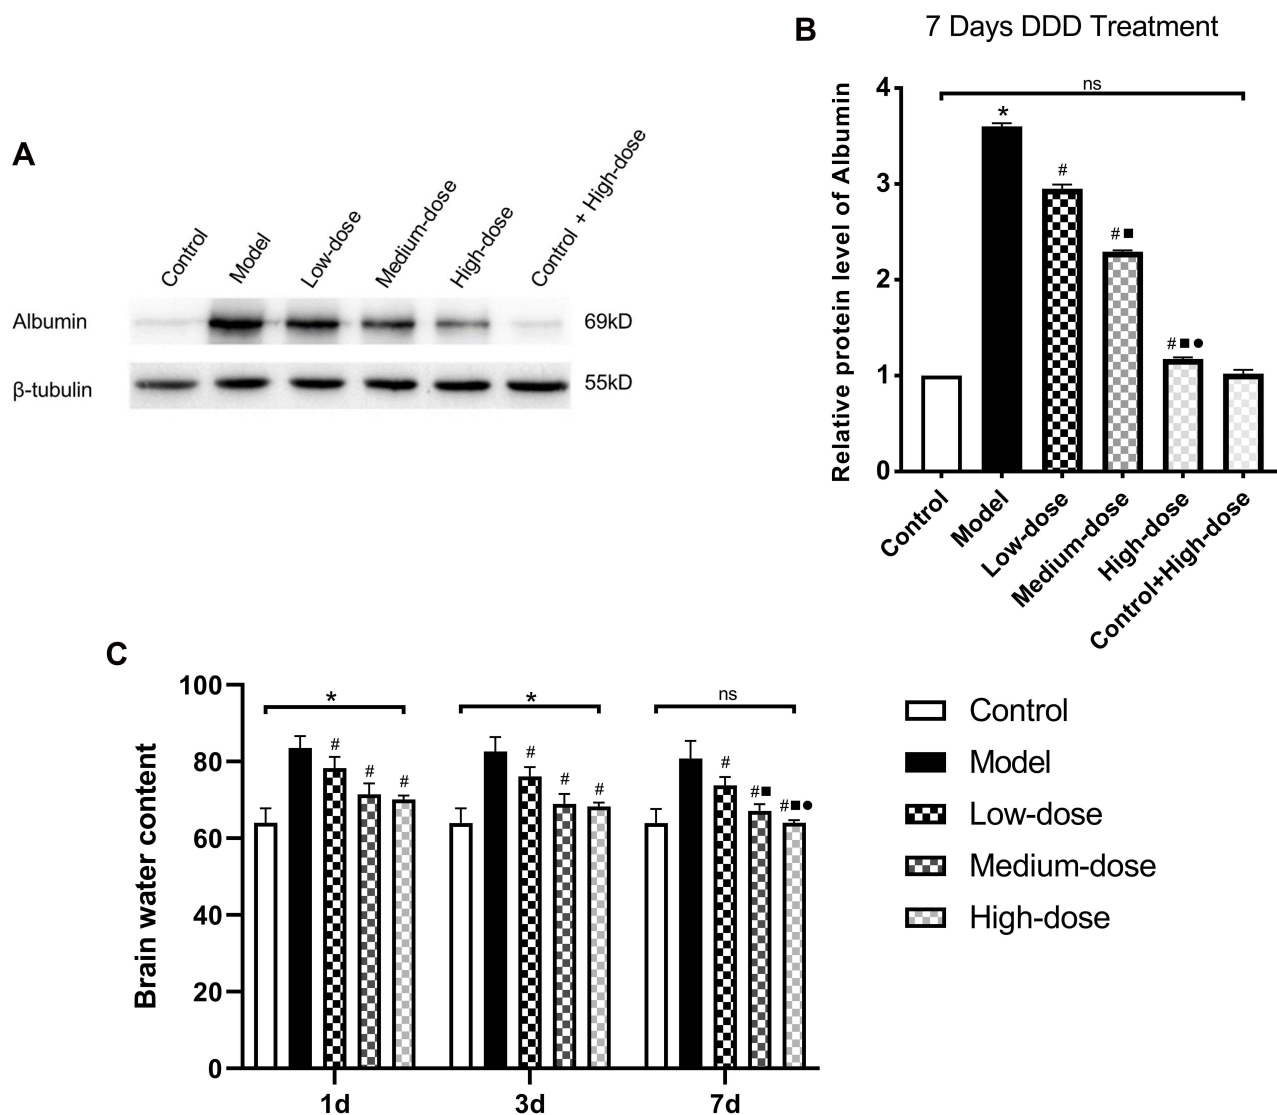 A
Control
Model
Low-dose
Medium-dose
High-dose
Control + High-dose
Albumin
69kD
β-tubulin
55kD
B
7 Days DDD Treatment
Relative protein level of Albumin
4
3
2
1
0
ns
*
#
#■
#■●
Control
Model
Low-dose
Medium-dose
High-dose
Control+High-dose
C
Brain water content
100
80
60
40
20
0
*
#
#
#
*
#
#
#
ns
#
#■
#■●
1d
3d
7d
Control
Model
Low-dose
Medium-dose
High-dose